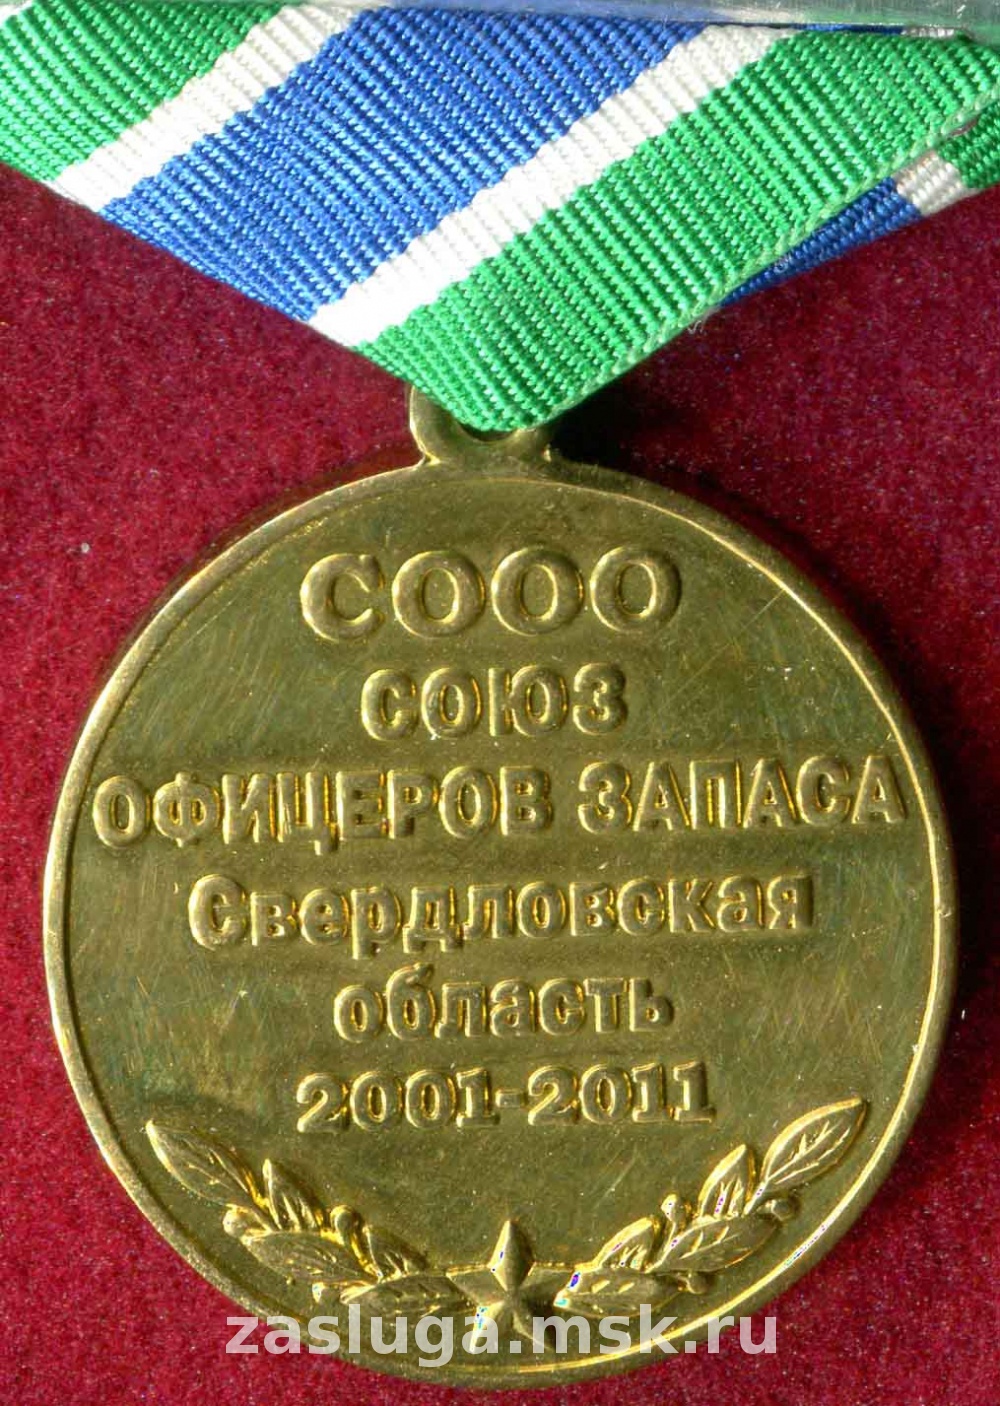 СООО
СОЮЗ
ОФИЦЕРОВ ЗАПАСА
Свердловская
область
2001-2011
zasluga.msk.ru